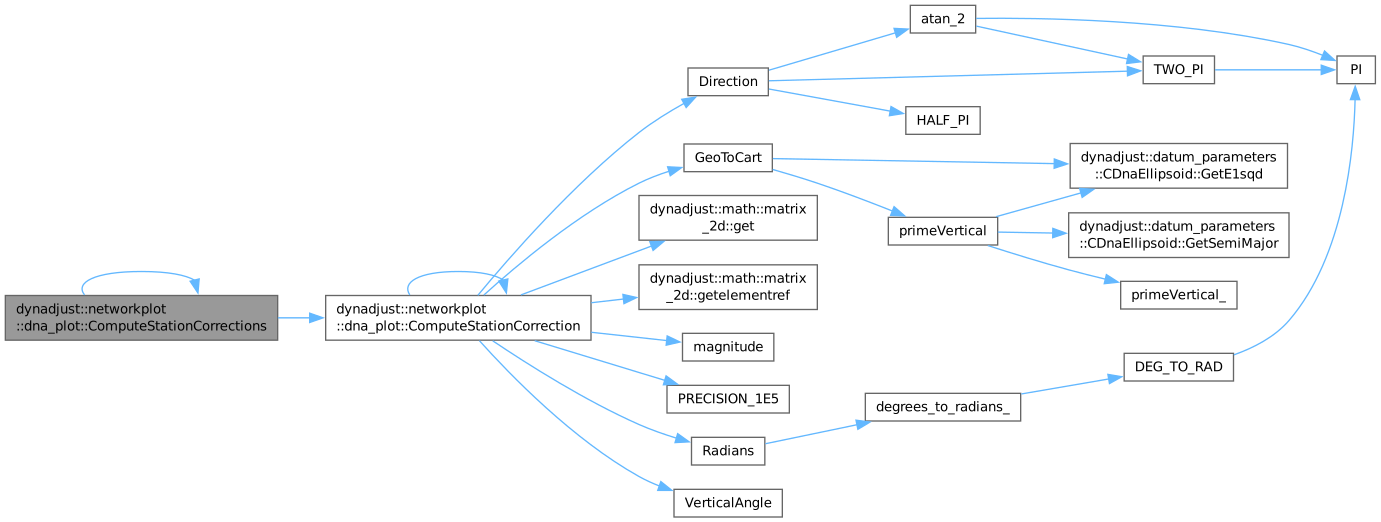 dynadjust::networkplot
::dna_plot::ComputeStationCorrections
dynadjust::networkplot
::dna_plot::ComputeStationCorrection
Direction
atan_2
TWO_PI
PI
HALF_PI
GeoToCart
dynadjust::datum_parameters
::CDnaEllipsoid::GetE1sqd
primeVertical
dynadjust::datum_parameters
::CDnaEllipsoid::GetSemiMajor
primeVertical_
dynadjust::math::matrix
_2d::get
dynadjust::math::matrix
_2d::getelementref
magnitude
PRECISION_1E5
Radians
degrees_to_radians_
DEG_TO_RAD
VerticalAngle